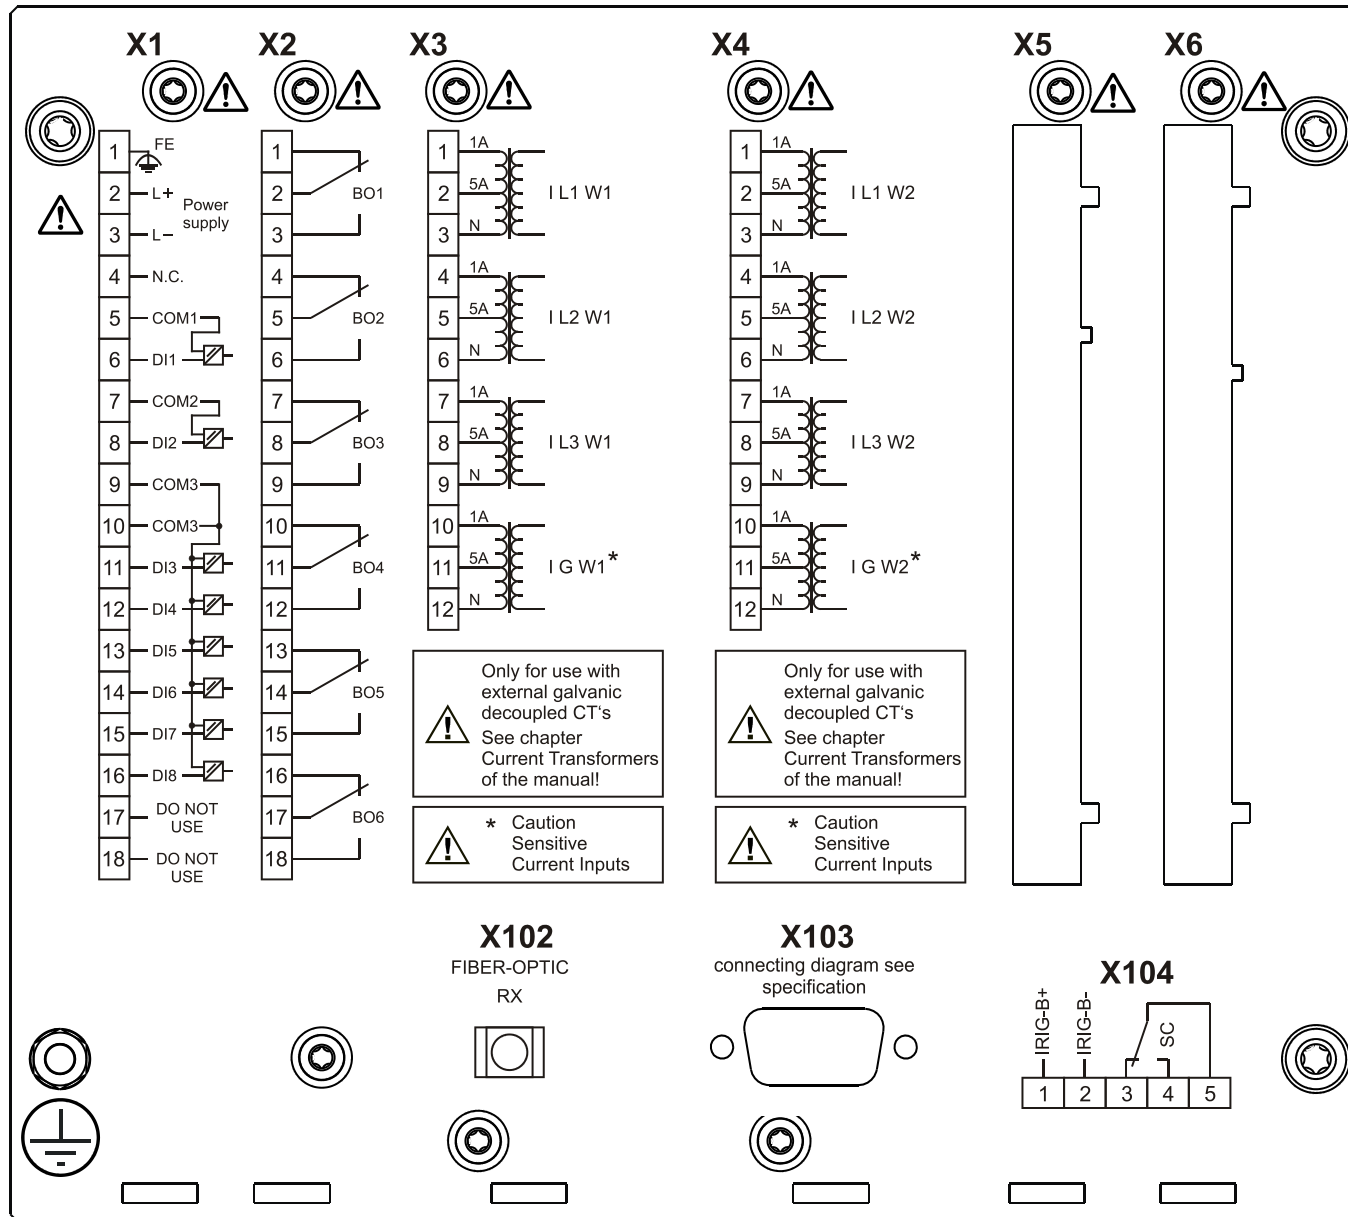 X1
X2
X3
X4
X5
X6
1
FE
2
L+
Power
supply
3
L–
4
N.C.
5
COM1
6
DI1
7
COM2
8
DI2
9
COM3
10
COM3
11
DI3
12
DI4
13
DI5
14
DI6
15
DI7
16
DI8
17
DO NOT
USE
18
DO NOT
USE
1
2
BO1
3
4
5
BO2
6
7
8
BO3
9
10
11
BO4
12
13
14
BO5
15
16
17
BO6
18
1
1A
2
5A
I L1 W1
3
N
4
1A
5
5A
I L2 W1
6
N
7
1A
8
5A
I L3 W1
9
N
10
1A
11
5A
I G W1*
12
N
Only for use with
external galvanic
decoupled CT‘s
See chapter
Current Transformers
of the manual!
* Caution
Sensitive
Current Inputs
1
1A
2
5A
I L1 W2
3
N
4
1A
5
5A
I L2 W2
6
N
7
1A
8
5A
I L3 W2
9
N
10
1A
11
5A
I G W2*
12
N
Only for use with
external galvanic
decoupled CT‘s
See chapter
Current Transformers
of the manual!
* Caution
Sensitive
Current Inputs
X102
FIBER-OPTIC
RX
X103
connecting diagram see
specification
X104
IRIG-B+
IRIG-B-
SC
1 2 3 4 5